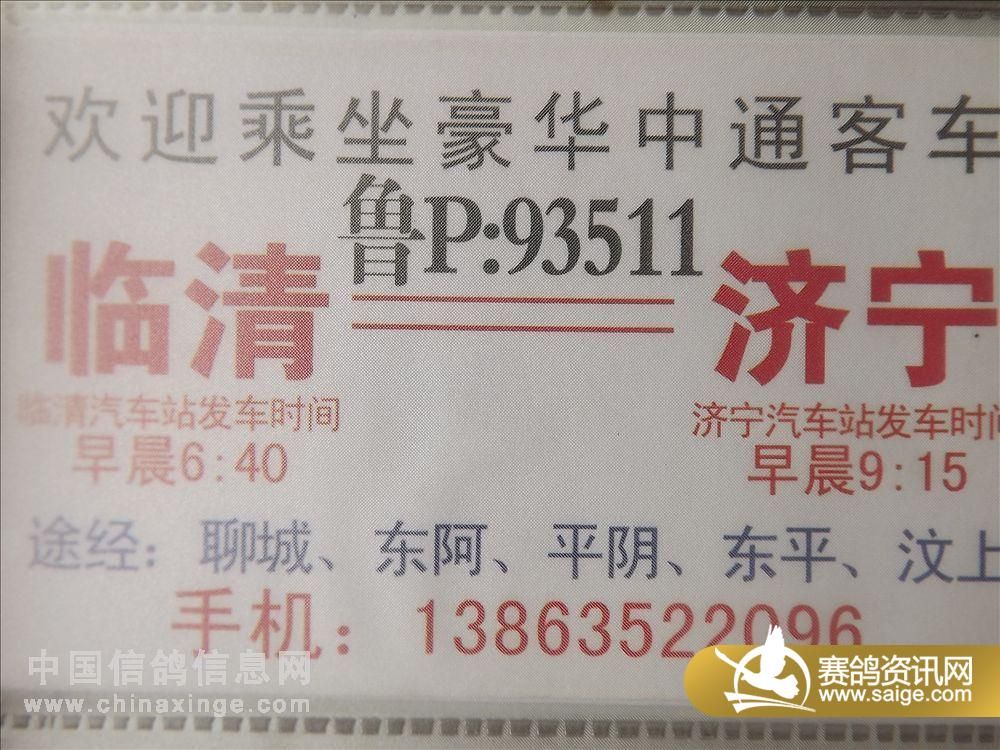 欢迎乘坐豪华中通客车
鲁P:93511
临清 济宁
临清汽车站发车时间 济宁汽车站发车时间
早晨6:40 早晨9:15
途经：聊城、东阿、平阴、东平、汶上
手机：13863522096
中国信鸽信息网
www.chinaxinge.com
赛鸽资讯网
www.saige.com